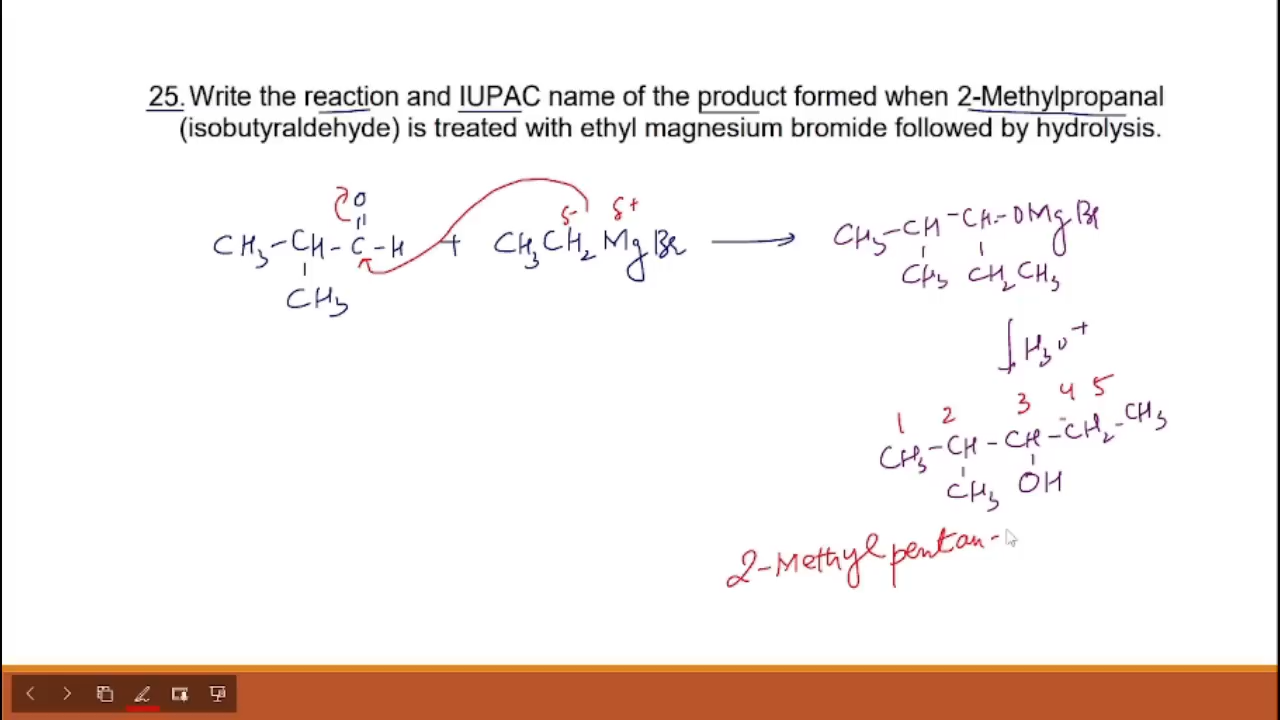 25. Write the reaction and IUPAC name of the product formed when 2-Methylpropanal
(isobutyraldehyde) is treated with ethyl magnesium bromide followed by hydrolysis.
O
δ- δ+
CH3-CH-C-H + CH3CH2MgBr
CH3
CH3-CH-CH-OMgBr
CH3 CH2CH3
H3O+
1 2 3 4 5
CH3-CH-CH-CH2-CH3
CH3 OH
2-Methylpentan-